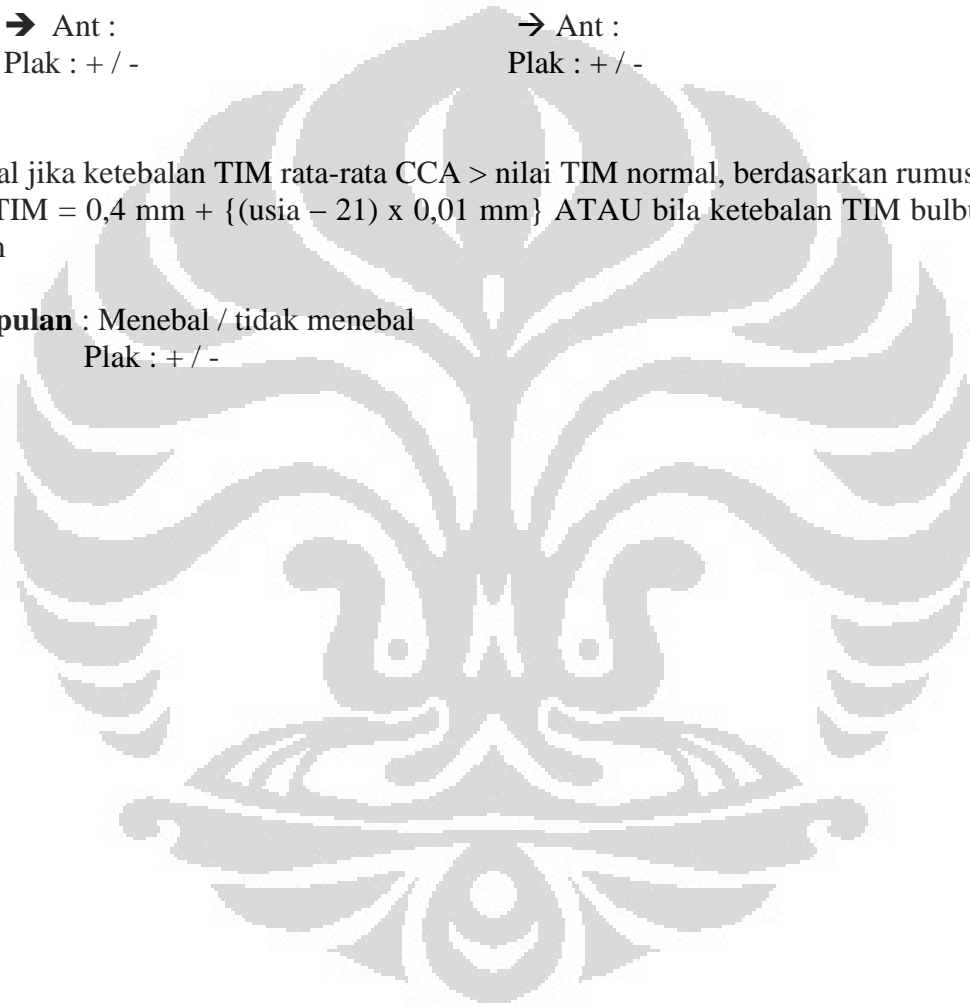 ➔ Ant : → Ant :
Plak : + / - Plak : + / -
al jika ketebalan TIM rata-rata CCA > nilai TIM normal, berdasarkan rumus
TIM = 0,4 mm + {(usia – 21) x 0,01 mm} ATAU bila ketebalan TIM
pulan : Menebal / tidak menebal
Plak : + / -